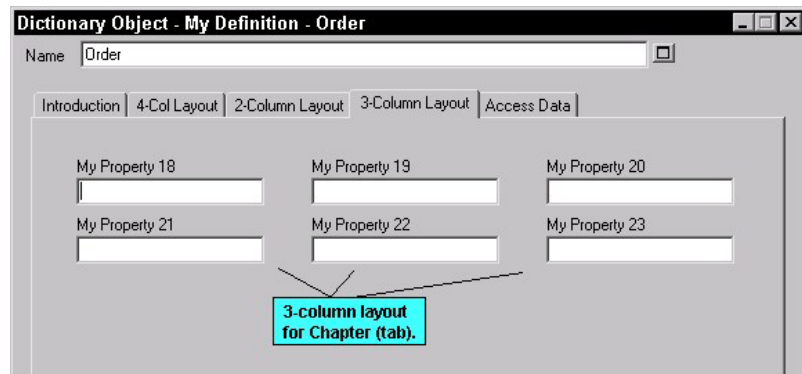 Dictionary Object - My Definition - Order
Name Order
Introduction 4-Col Layout 2-Column Layout 3-Column Layout Access Data
My Property 18 My Property 19 My Property 20
My Property 21 My Property 22 My Property 23
3-column layout
for Chapter (tab).